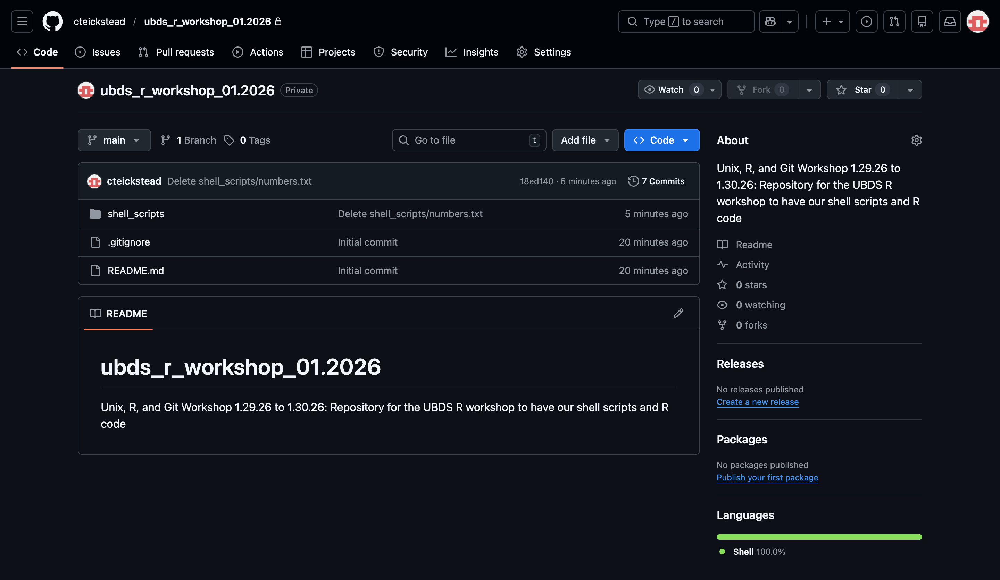 cteickstead / ubds_r_workshop_01.2026
Type / to search
Code
Issues
Pull requests
Actions
Projects
Security
Insights
Settings
ubds_r_workshop_01.2026 Private
Watch 0
Fork 0
Star 0
main
1 Branch
0 Tags
Go to file t
Add file
Code
cteickstead Delete shell_scripts/numbers.txt 18ed140 · 5 minutes ago 7 Commits
shell_scripts Delete shell_scripts/numbers.txt 5 minutes ago
.gitignore Initial commit 20 minutes ago
README.md Initial commit 20 minutes ago
README
ubds_r_workshop_01.2026
Unix, R, and Git Workshop 1.29.26 to 1.30.26: Repository for the UBDS R workshop to have our shell scripts and R
code
About
Unix, R, and Git Workshop 1.29.26 to
1.30.26: Repository for the UBDS R
workshop to have our shell scripts and R
code
Readme
Activity
0 stars
0 watching
0 forks
Releases
No releases published
Create a new release
Packages
No packages published
Publish your first package
Languages
Shell 100.0%